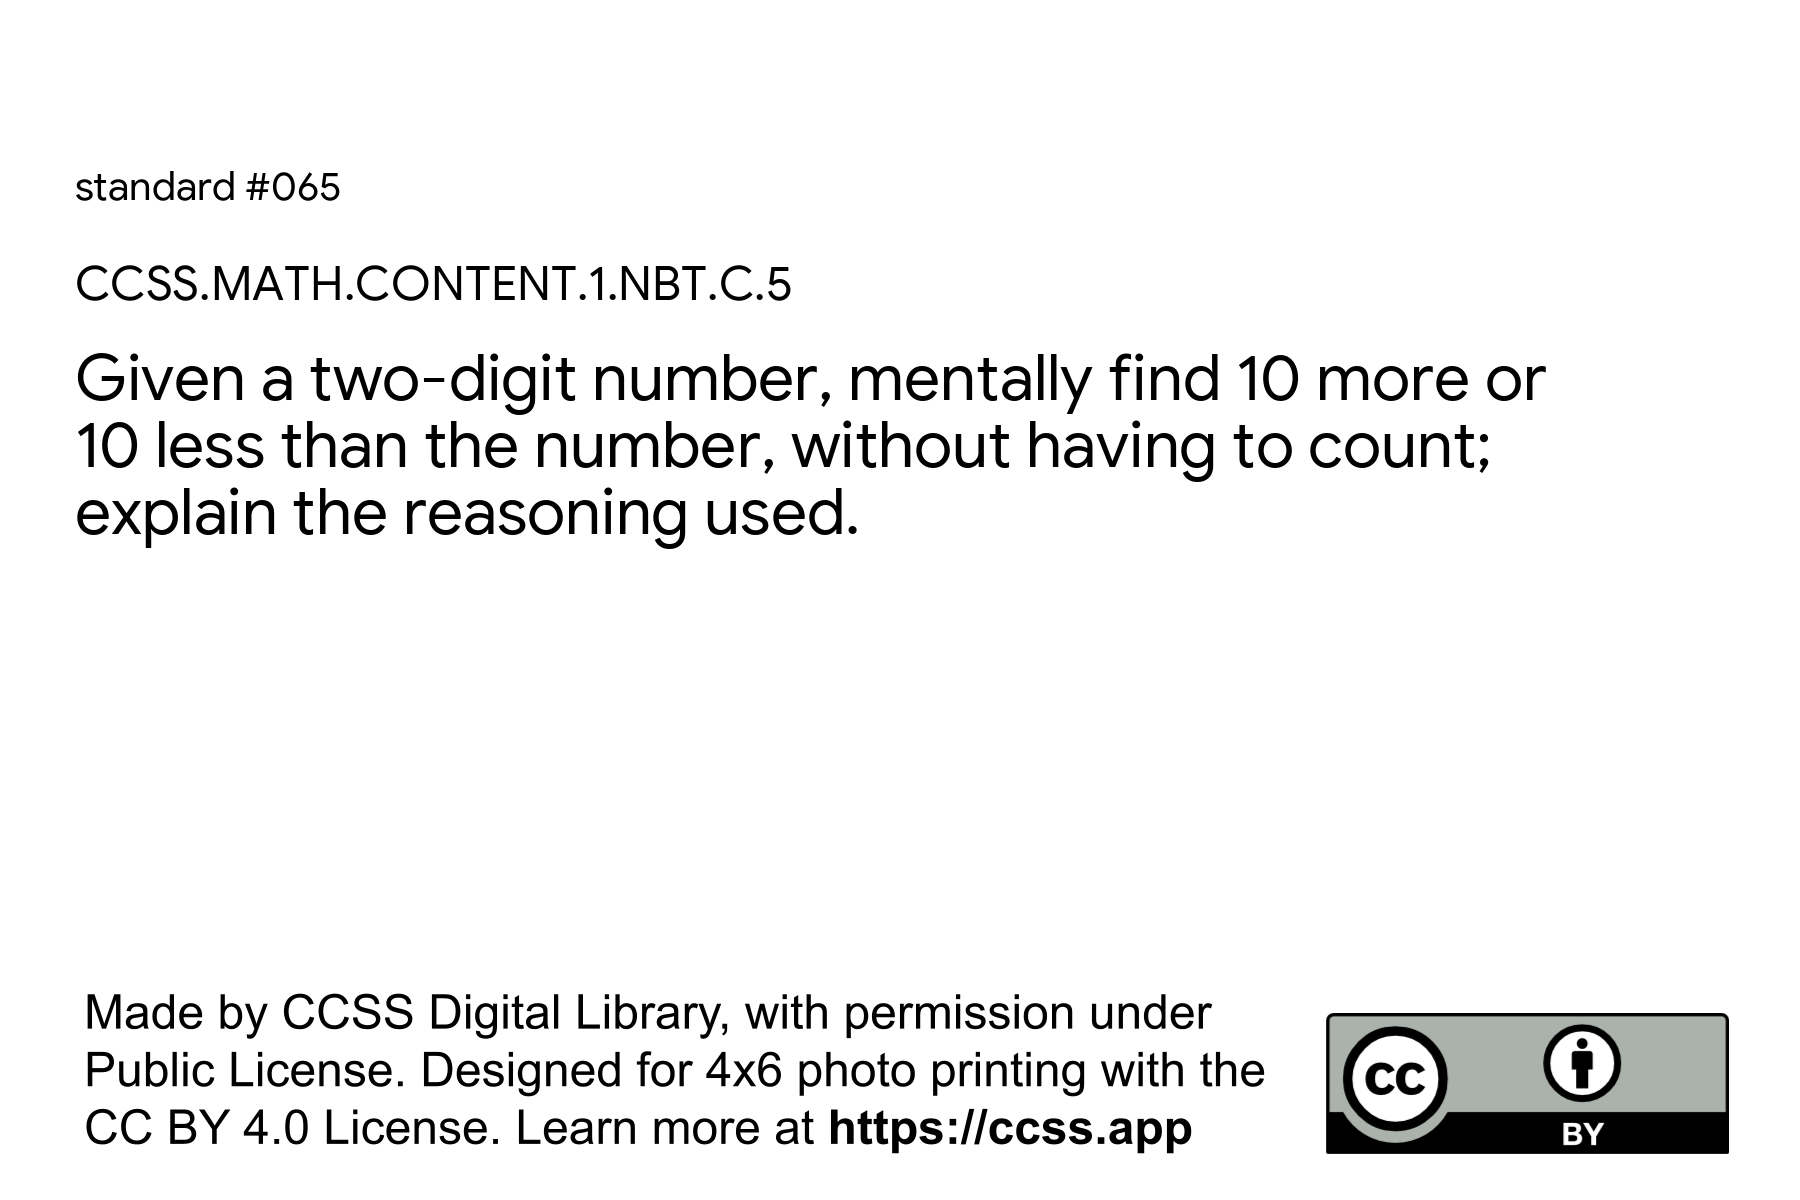 standard #065
CCSS.MATH.CONTENT.1.NBT.C.5
Given a two-digit number, mentally find 10 more or
10 less than the number, without having to count;
explain the reasoning used.
Made by CCSS Digital Library, with permission under
Public License. Designed for 4x6 photo printing with the
CC BY 4.0 License. Learn more at https://ccss.app
CC
BY